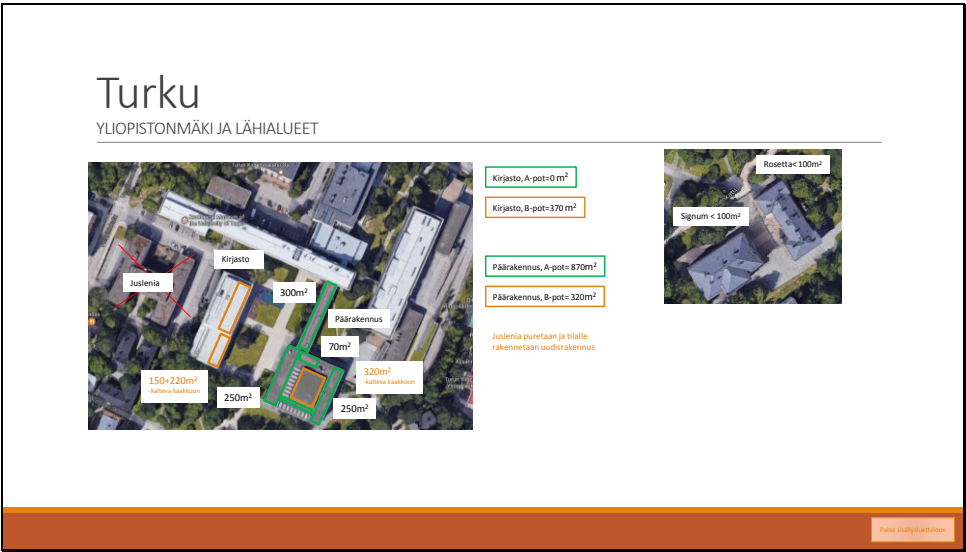 Turku
YLIOPISTONMÄKI JA LÄHIALUEET
Kirjasto
Juslenia
300m²
Päärakennus
70m²
320m²
-kalteva kaakkoon
150+220m²
-kalteva kaakkoon
250m²
250m²
Kirjasto, A-pot=0 m²
Kirjasto, B-pot=370 m²
Päärakennus, A-pot= 870m²
Päärakennus, B-pot= 320m²
Juslenia puretaan ja tilalle
rakennetaan uudisrakennus
Rosetta< 100m²
Signum < 100m²
Palaa sisällysluetteloon